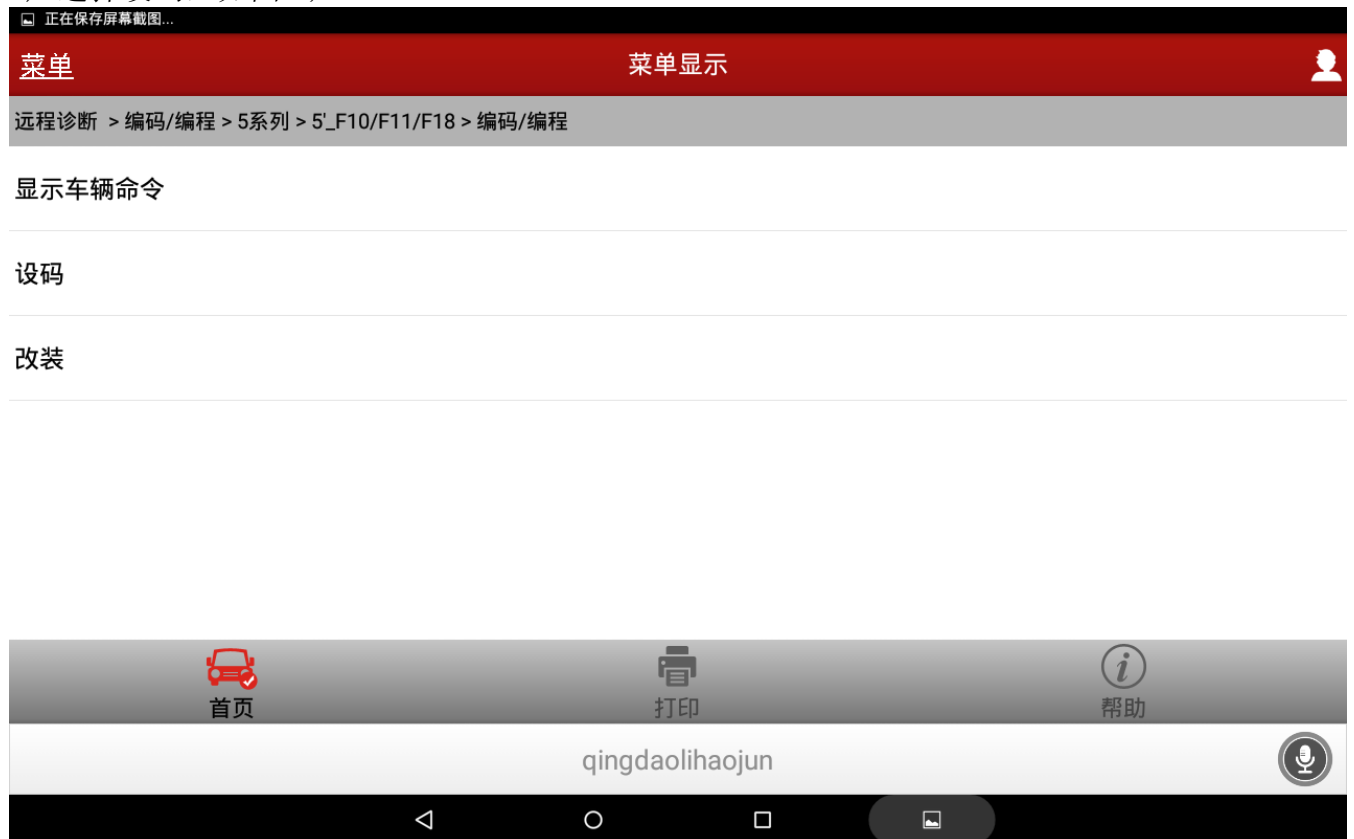 正在保存屏幕截图...
菜单
菜单显示
远程诊断 > 编码/编程 > 5系列 > 5'_F10/F11/F18 > 编码/编程
显示车辆命令
设码
改装
首页
打印
帮助
qingdaolihaojun